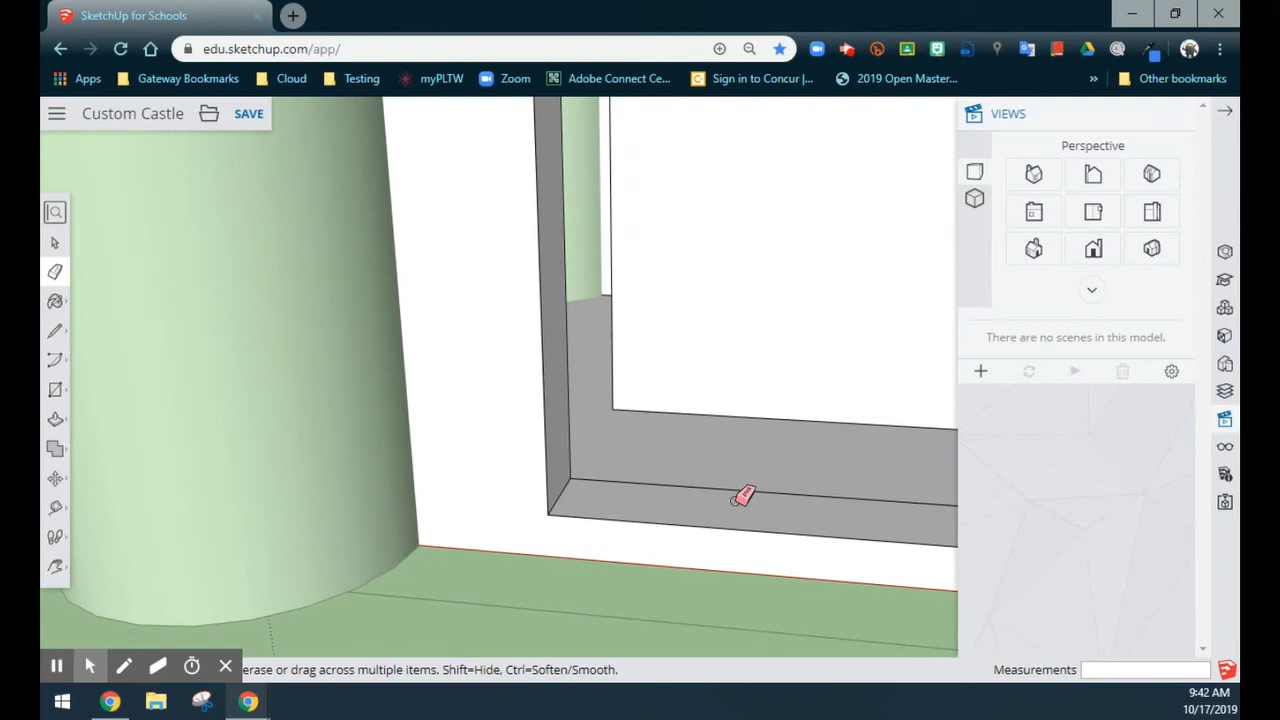 SketchUp for Schools
edu.sketchup.com/app/
Apps Gateway Bookmarks Cloud Testing myPLTW Zoom Adobe Connect Ce... Sign in to Concur |... 2019 Open Master... » Other bookmarks
Custom Castle SAVE
VIEWS
Perspective
There are no scenes in this model.
erase or drag across multiple items. Shift=Hide, Ctrl=Soften/Smooth.
Measurements
9:42 AM
10/17/2019